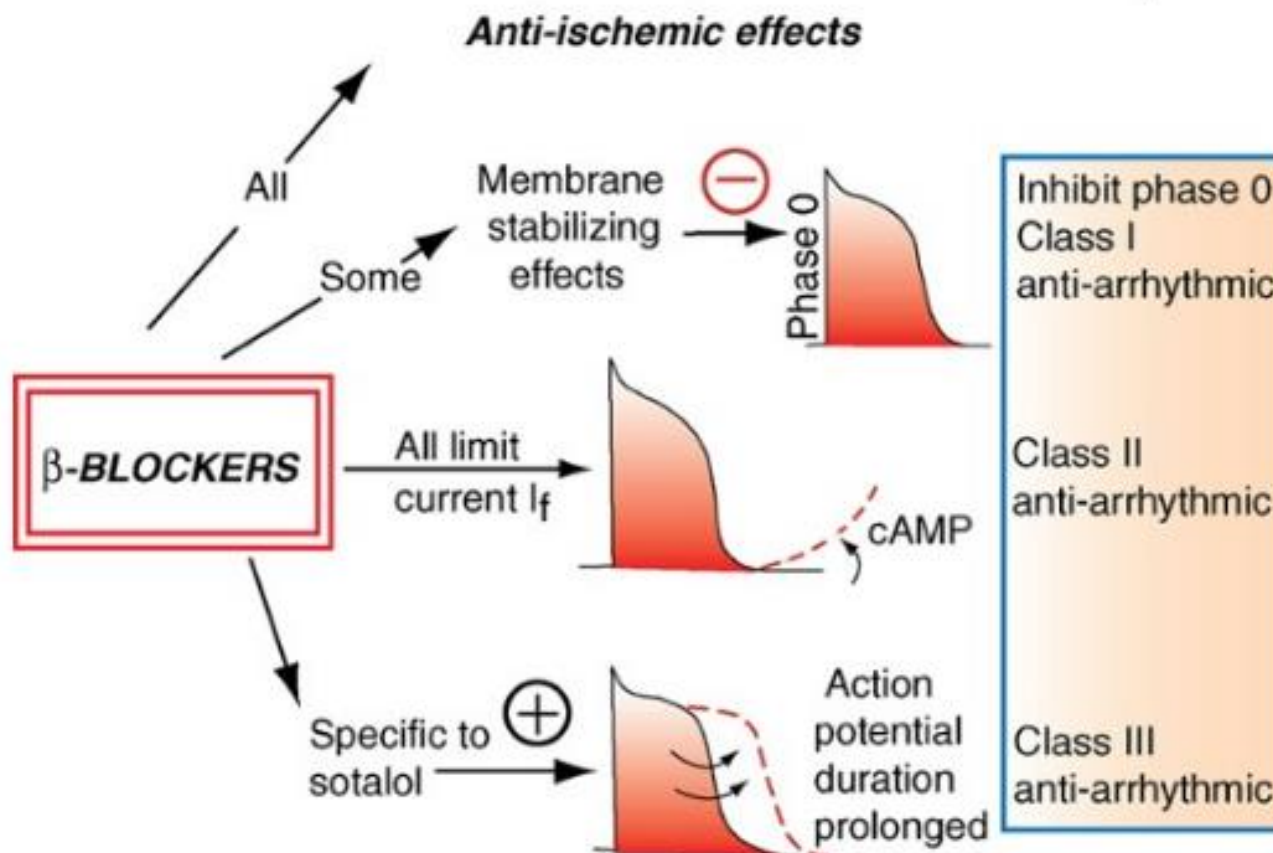 Anti-ischemic effects
All
Some
Membrane
stabilizing
effects
Phase 0
Inhibit phase 0
Class I
anti-arrhythmic
β-BLOCKERS
All limit
current If
cAMP
Class II
anti-arrhythmic
Specific to
sotalol
Action
potential
duration
prolonged
Class III
anti-arrhythmic